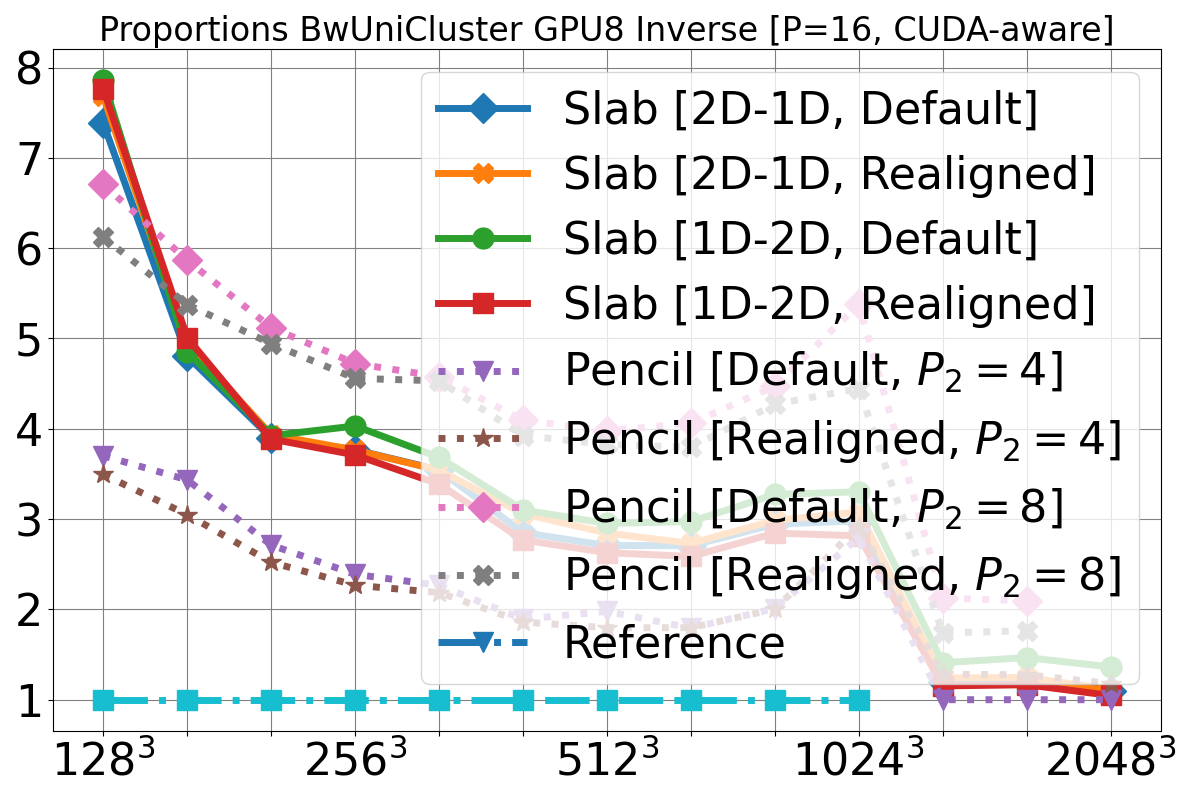 Proportions BwUniCluster GPU8 Inverse [P=16, CUDA-aware]
8
7
6
5
4
3
2
1
Slab [2D-1D, Default]
Slab [2D-1D, Realigned]
Slab [1D-2D, Default]
Slab [1D-2D, Realigned]
Pencil [Default, P₂ = 4]
Pencil [Realigned, P₂ = 4]
Pencil [Default, P₂ = 8]
Pencil [Realigned, P₂ = 8]
Reference
128³ 256³ 512³ 1024³ 2048³